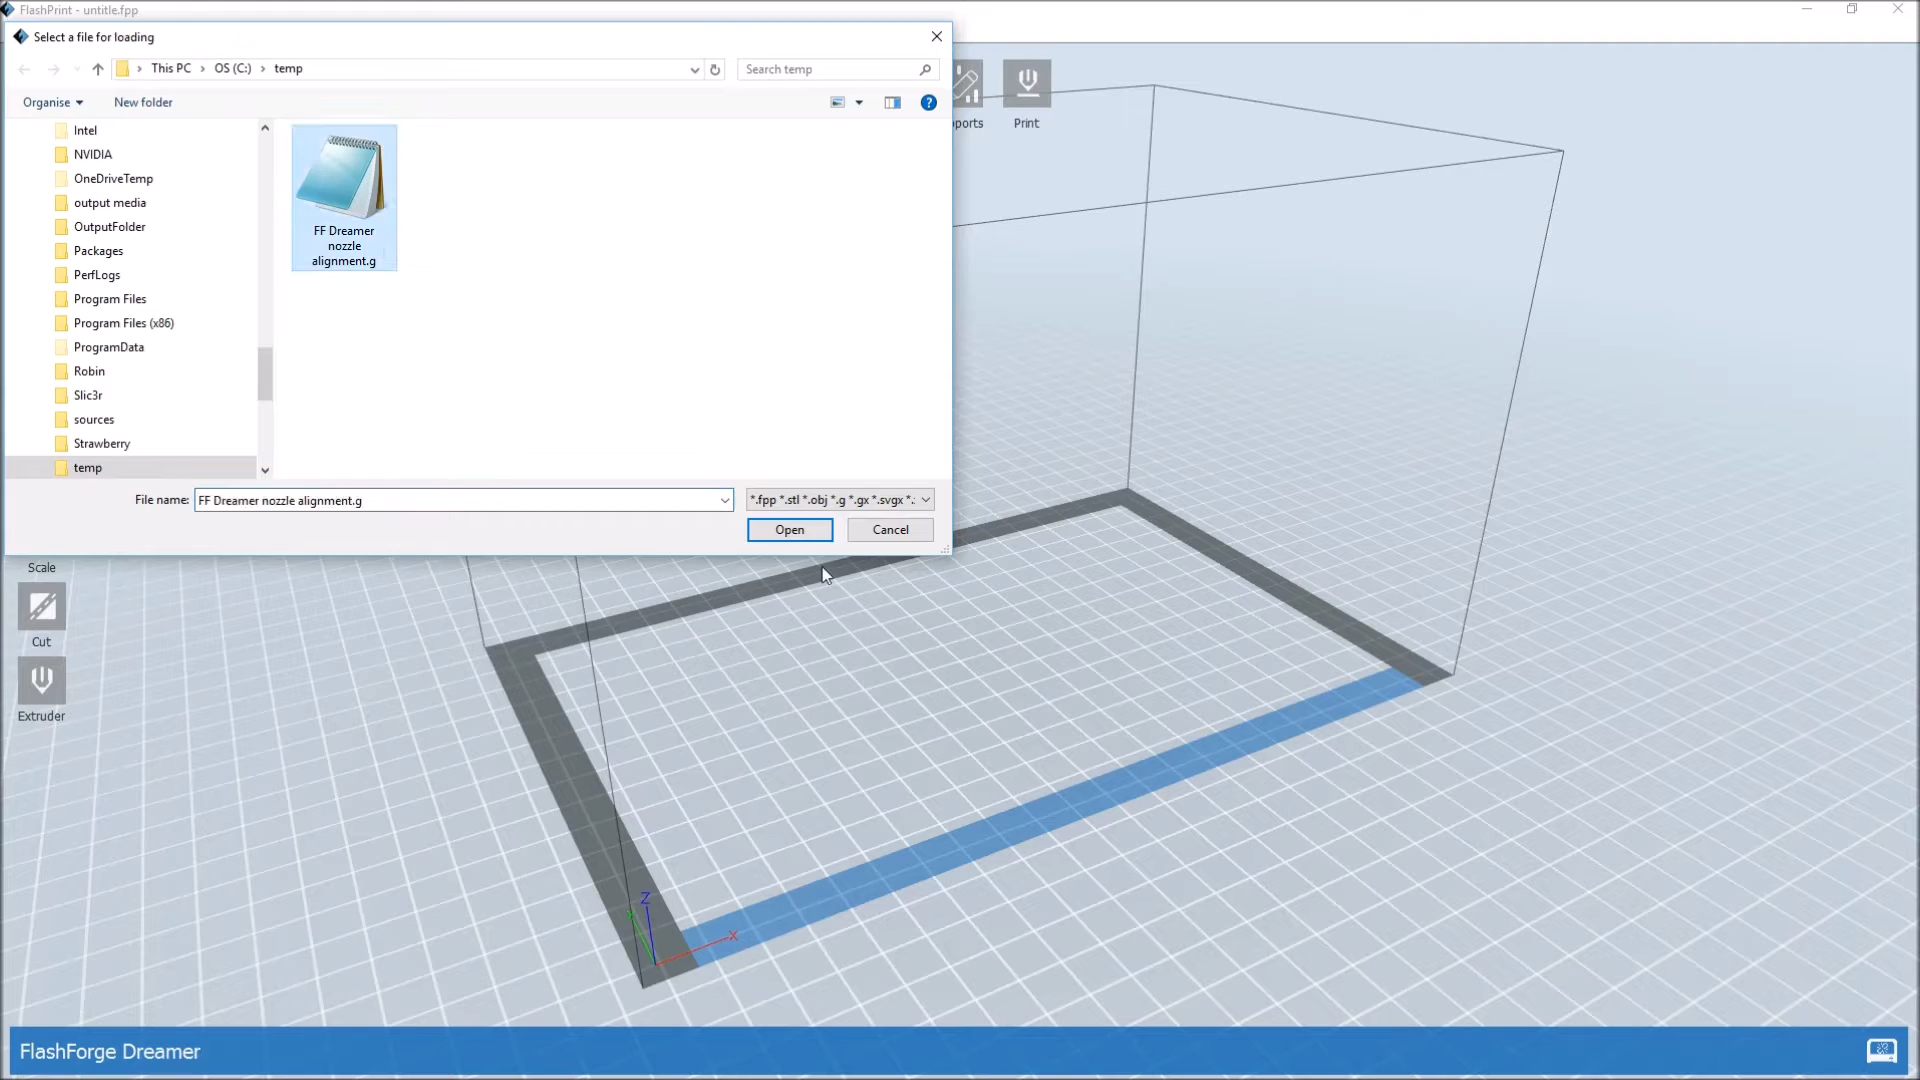 FlashPrint - untitle.fpp
Select a file for loading
This PC > OS (C:) > temp
Search temp
Organise
New folder
Intel
NVIDIA
OneDriveTemp
output media
OutputFolder
Packages
PerfLogs
Program Files
Program Files (x86)
ProgramData
Robin
Slic3r
sources
Strawberry
temp
FF Dreamer
nozzle
alignment.g
File name: FF Dreamer nozzle alignment.g
*.fpp *.stl *.obj *.g *.gx *.svgx *.:
Open
Cancel
pports
Print
Scale
Cut
Extruder
Z
X
FlashForge Dreamer